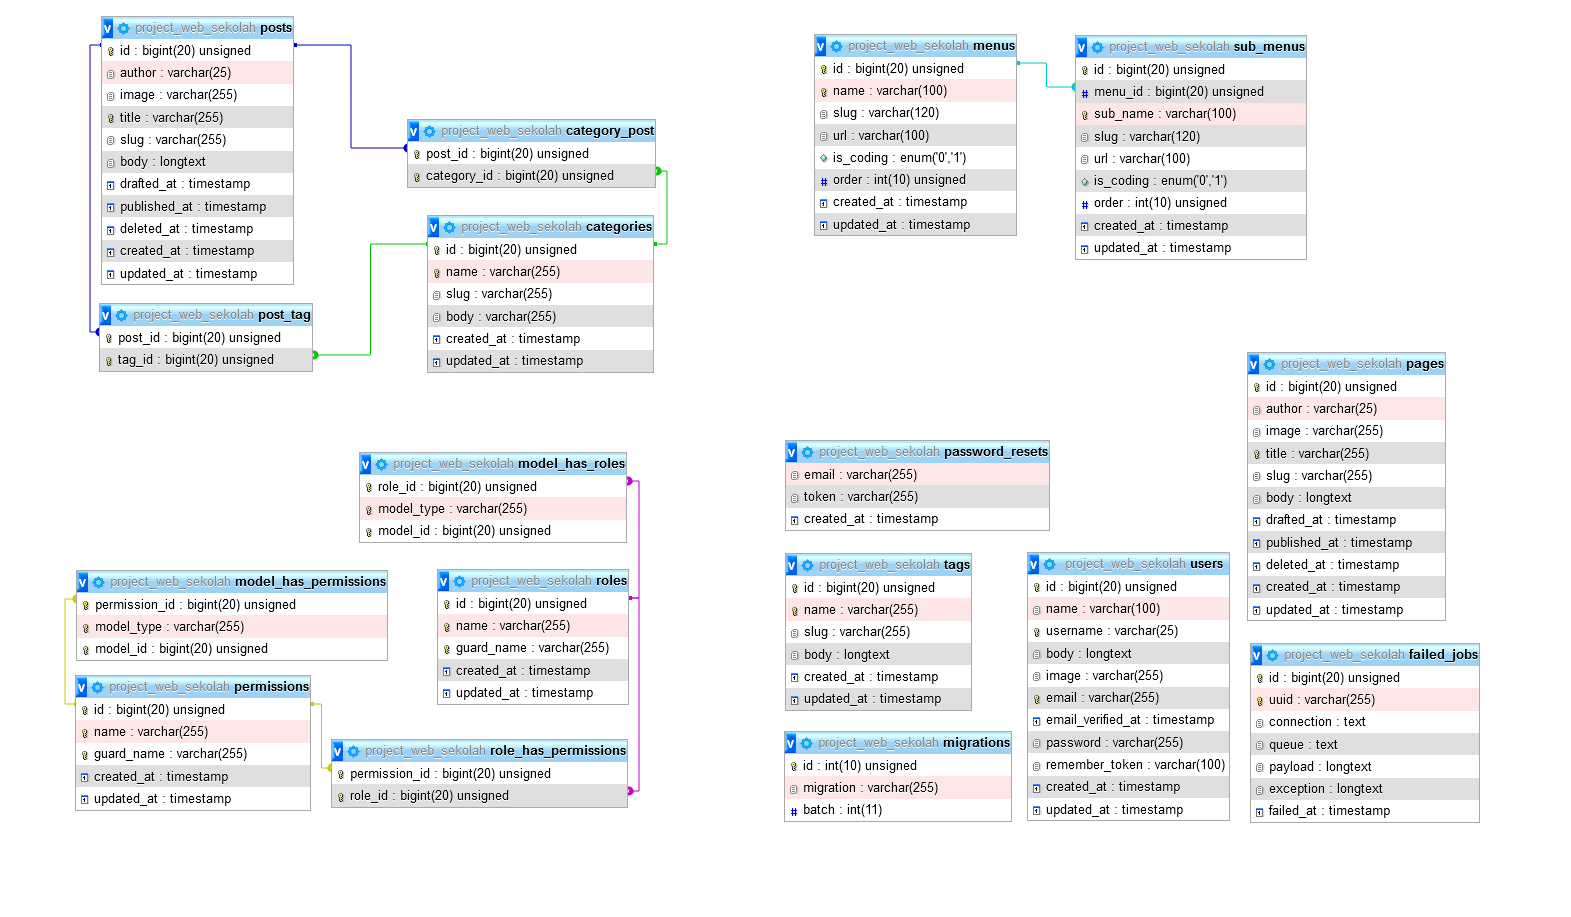 project_web_sekolah posts
id : bigint(20) unsigned
author : varchar(25)
image : varchar(255)
title : varchar(255)
slug : varchar(255)
body : longtext
drafted_at : timestamp
published_at : timestamp
deleted_at : timestamp
created_at : timestamp
updated_at : timestamp
project_web_sekolah post_tag
post_id : bigint(20) unsigned
tag_id : bigint(20) unsigned
project_web_sekolah category_post
post_id : bigint(20) unsigned
category_id : bigint(20) unsigned
project_web_sekolah categories
id : bigint(20) unsigned
name : varchar(255)
slug : varchar(255)
body : varchar(255)
created_at : timestamp
updated_at : timestamp
project_web_sekolah menus
id : bigint(20) unsigned
name : varchar(100)
slug : varchar(120)
url : varchar(100)
is_coding : enum('0','1')
order : int(10) unsigned
created_at : timestamp
updated_at : timestamp
project_web_sekolah sub_menus
id : bigint(20) unsigned
menu_id : bigint(20) unsigned
sub_name : varchar(100)
slug : varchar(120)
url : varchar(100)
is_coding : enum('0','1')
order : int(10) unsigned
created_at : timestamp
updated_at : timestamp
project_web_sekolah model_has_roles
role_id : bigint(20) unsigned
model_type : varchar(255)
model_id : bigint(20) unsigned
project_web_sekolah model_has_permissions
permission_id : bigint(20) unsigned
model_type : varchar(255)
model_id : bigint(20) unsigned
project_web_sekolah roles
id : bigint(20) unsigned
name : varchar(255)
guard_name : varchar(255)
created_at : timestamp
updated_at : timestamp
project_web_sekolah permissions
id : bigint(20) unsigned
name : varchar(255)
guard_name : varchar(255)
created_at : timestamp
updated_at : timestamp
project_web_sekolah role_has_permissions
permission_id : bigint(20) unsigned
role_id : bigint(20) unsigned
project_web_sekolah password_resets
email : varchar(255)
token : varchar(255)
created_at : timestamp
project_web_sekolah tags
id : bigint(20) unsigned
name : varchar(255)
slug : varchar(255)
body : longtext
created_at : timestamp
updated_at : timestamp
project_web_sekolah migrations
id : int(10) unsigned
migration : varchar(255)
batch : int(11)
project_web_sekolah users
id : bigint(20) unsigned
name : varchar(100)
username : varchar(25)
body : longtext
image : varchar(255)
email : varchar(255)
email_verified_at : timestamp
password : varchar(255)
remember_token : varchar(100)
created_at : timestamp
updated_at : timestamp
project_web_sekolah pages
id : bigint(20) unsigned
author : varchar(25)
image : varchar(255)
title : varchar(255)
slug : varchar(255)
body : longtext
drafted_at : timestamp
published_at : timestamp
deleted_at : timestamp
created_at : timestamp
updated_at : timestamp
project_web_sekolah failed_jobs
id : bigint(20) unsigned
uuid : varchar(255)
connection : text
queue : text
payload : longtext
exception : longtext
failed_at : timestamp